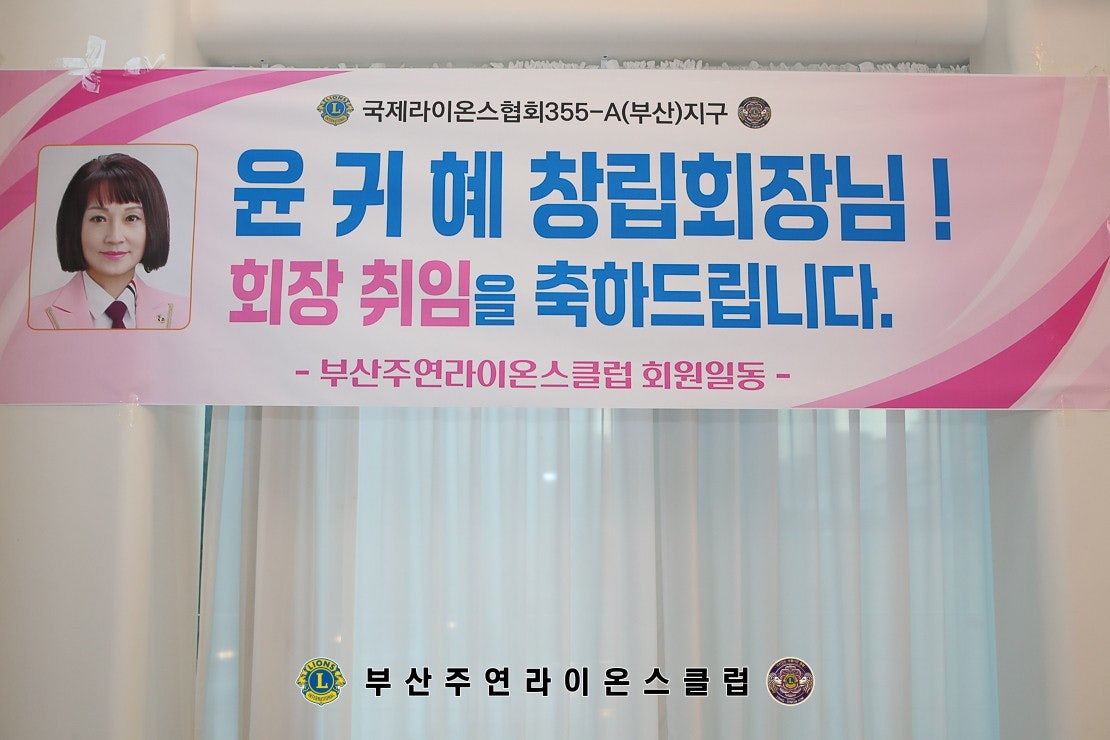 국제라이온스협회355-A(부산)지구
윤귀혜 창립회장님!
회장 취임을 축하드립니다.
- 부산주연라이온스클럽 회원일동 -
LIONS
L
INTERNATIONAL
부산주연라이온스클럽